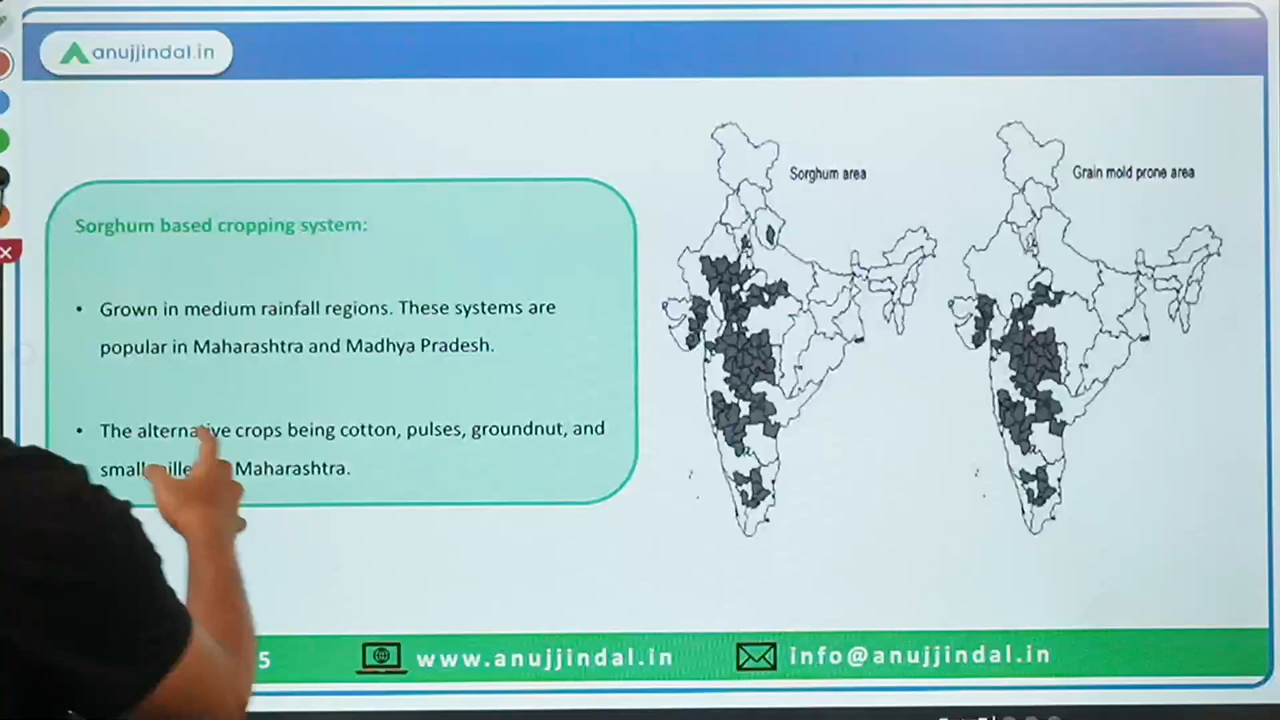 anujjindal.in
Sorghum area
Grain mold prone area
Sorghum based cropping system:
• Grown in medium rainfall regions. These systems are
popular in Maharashtra and Madhya Pradesh.
• The alternative crops being cotton, pulses, groundnut, and
small Maharashtra.
5
www.anujjindal.in
info@anujjindal.in